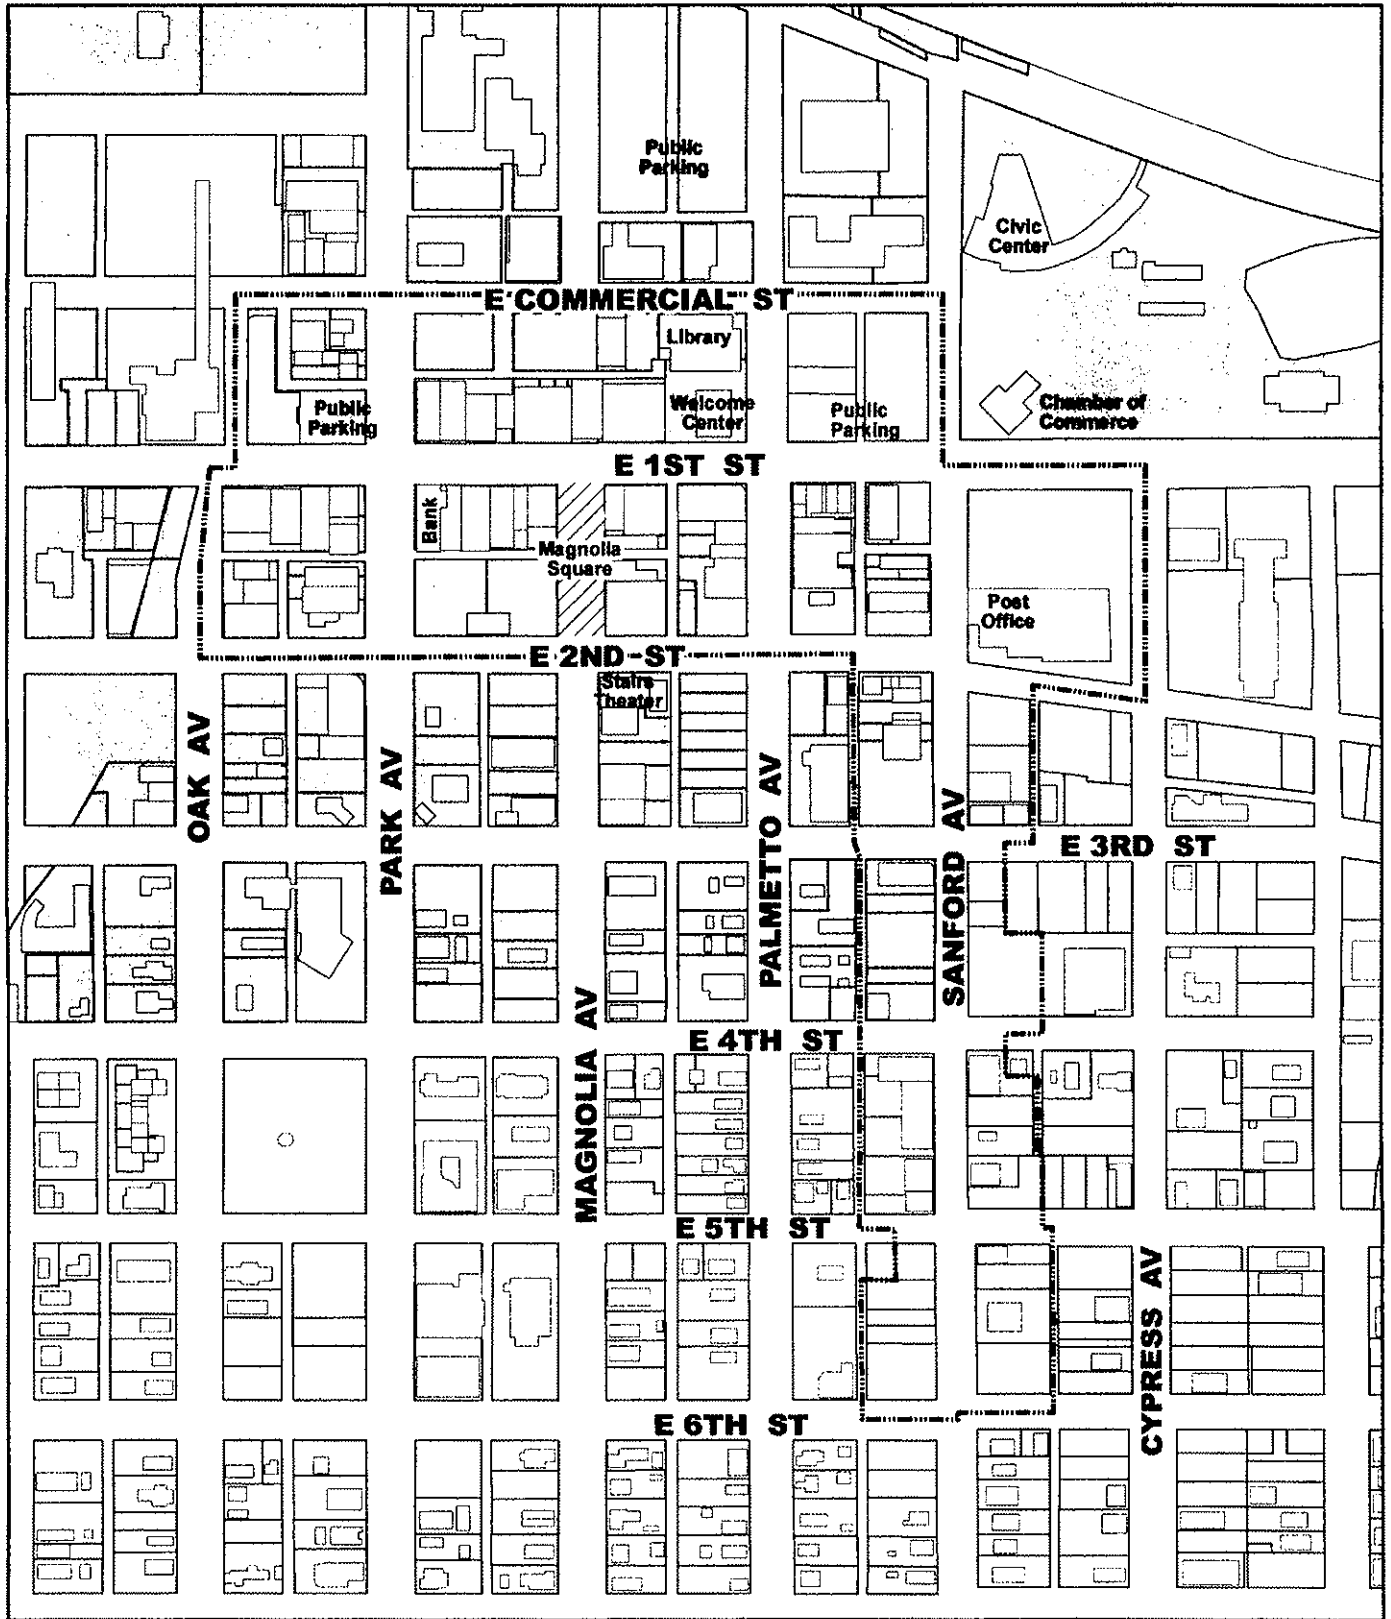 Public
Parking
Civic
Center
E COMMERCIAL ST
Library
Public
Parking
Welcome
Center
Public
Parking
Chamber of
Commerce
E 1ST ST
Bank
Magnolia
Square
Post
Office
E 2ND ST
Stairs
Theater
OAK AV
PARK AV
PALMETTO AV
SANFORD AV
E 3RD ST
MAGNOLIA AV
E 4TH ST
E 5TH ST
CYPRESS AV
E 6TH ST